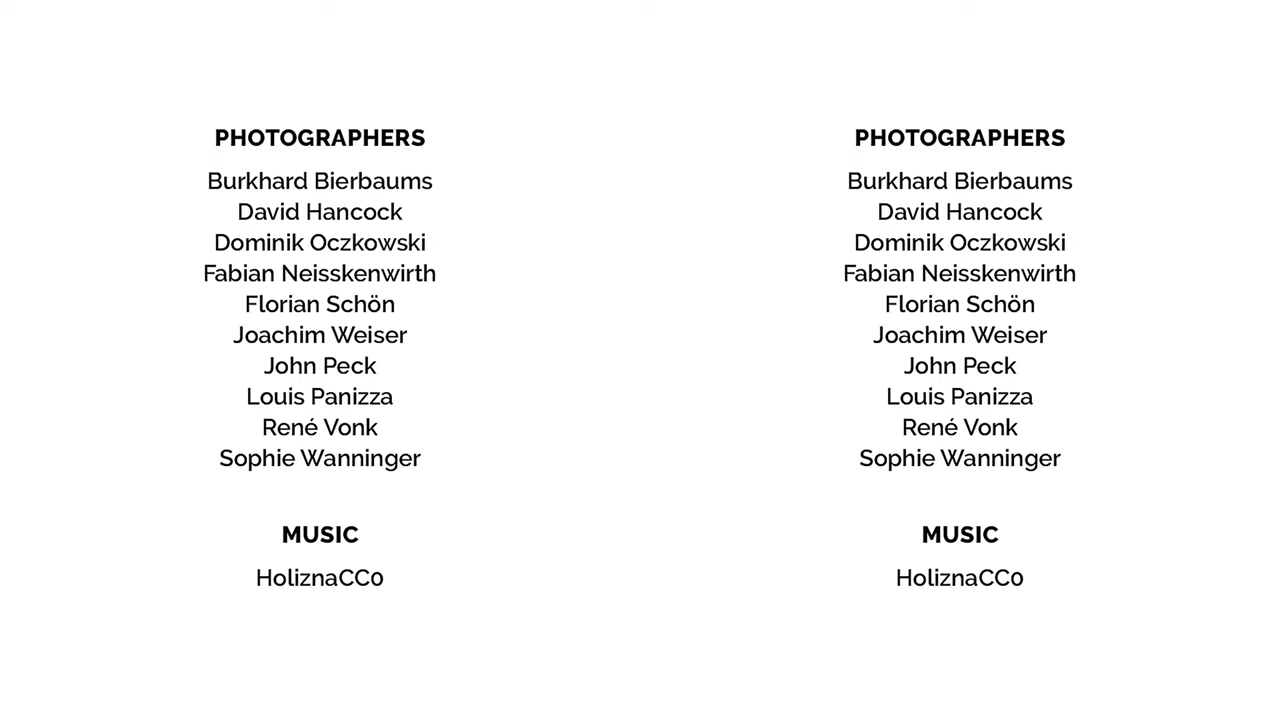 PHOTOGRAPHERS
Burkhard Bierbaums
David Hancock
Dominik Oczkowski
Fabian Neisskenwirth
Florian Schön
Joachim Weiser
John Peck
Louis Panizza
René Vonk
Sophie Wanninger
MUSIC
HoliznaCC0
PHOTOGRAPHERS
Burkhard Bierbaums
David Hancock
Dominik Oczkowski
Fabian Neisskenwirth
Florian Schön
Joachim Weiser
John Peck
Louis Panizza
René Vonk
Sophie Wanninger
MUSIC
HoliznaCC0